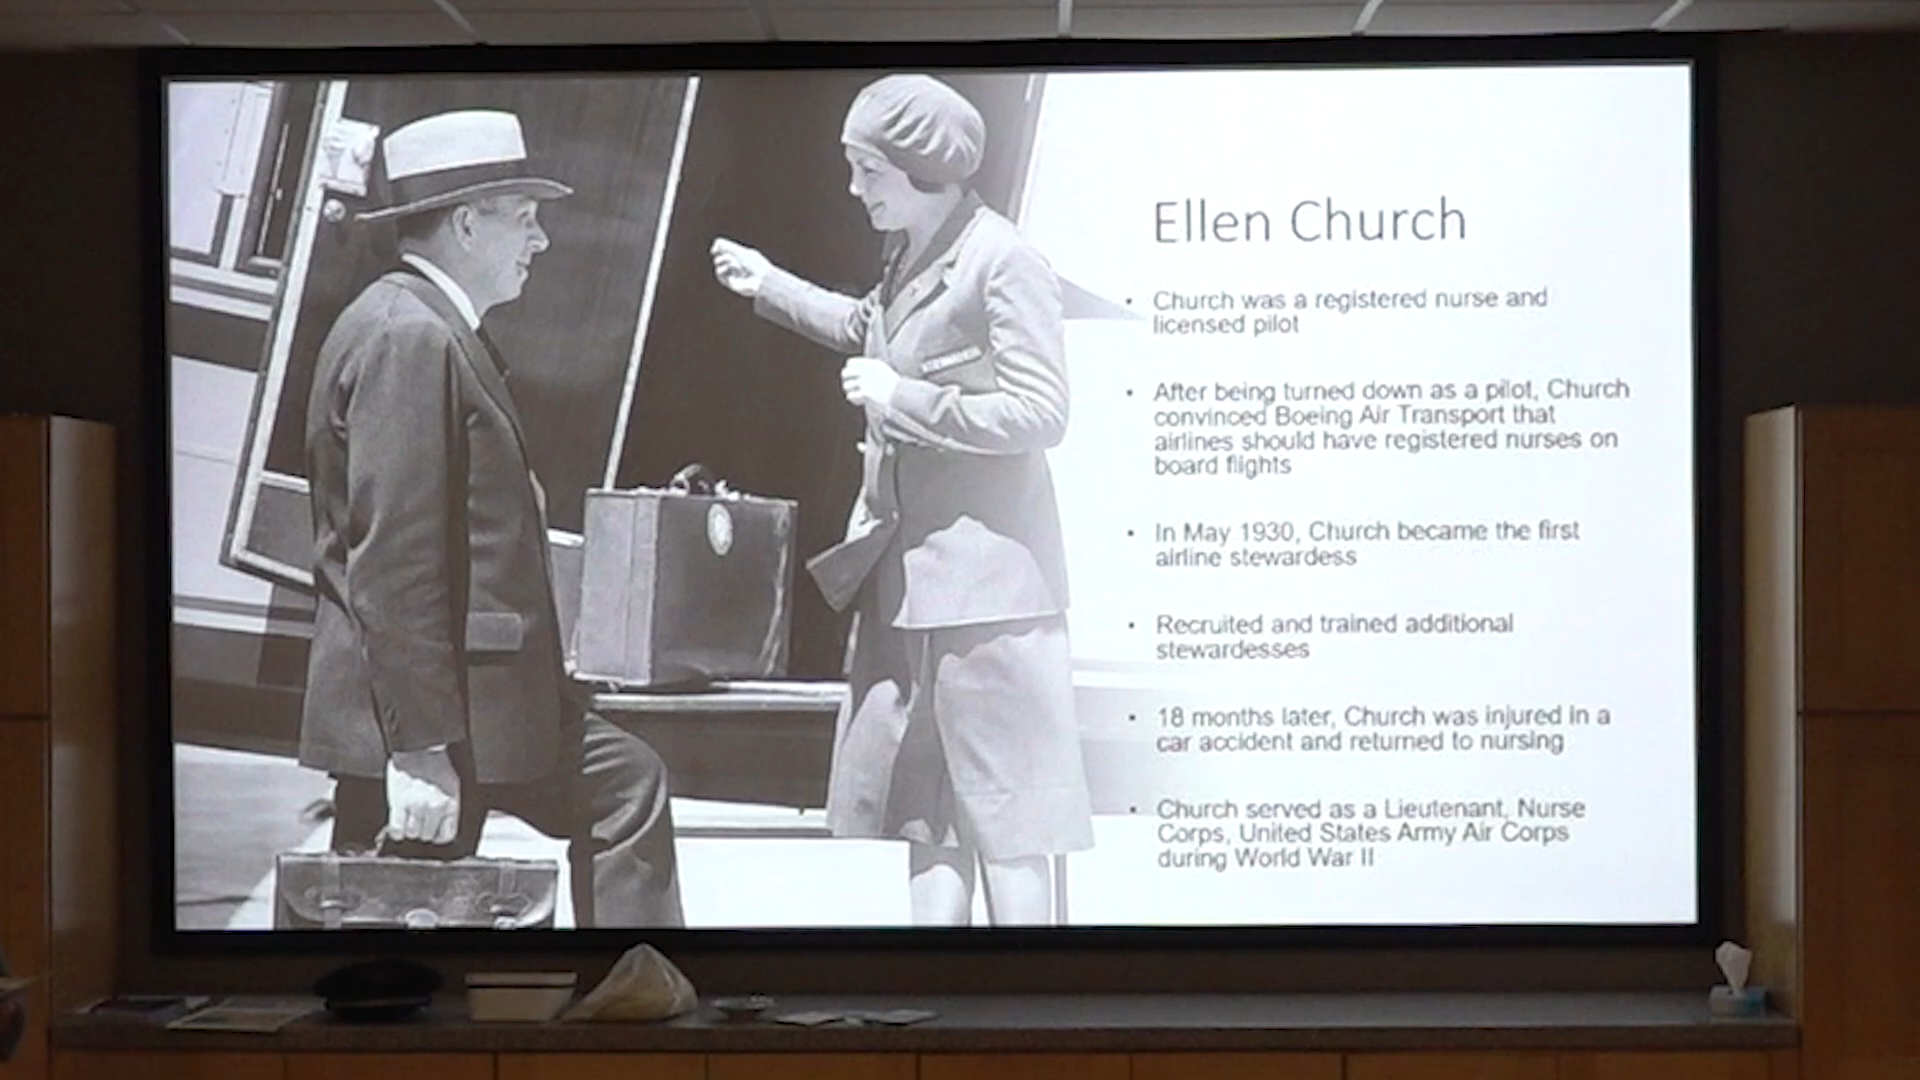 Ellen Church
• Church was a registered nurse and
licensed pilot
• After being turned down as a pilot, Church
convinced Boeing Air Transport that
airlines should have registered nurses on
board flights
• In May 1930, Church became the first
airline stewardess
• Recruited and trained additional
stewardesses
• 18 months later, Church was injured in a
car accident and returned to nursing
• Church served as a Lieutenant, Nurse
Corps, United States Army Air Corps
during World War II